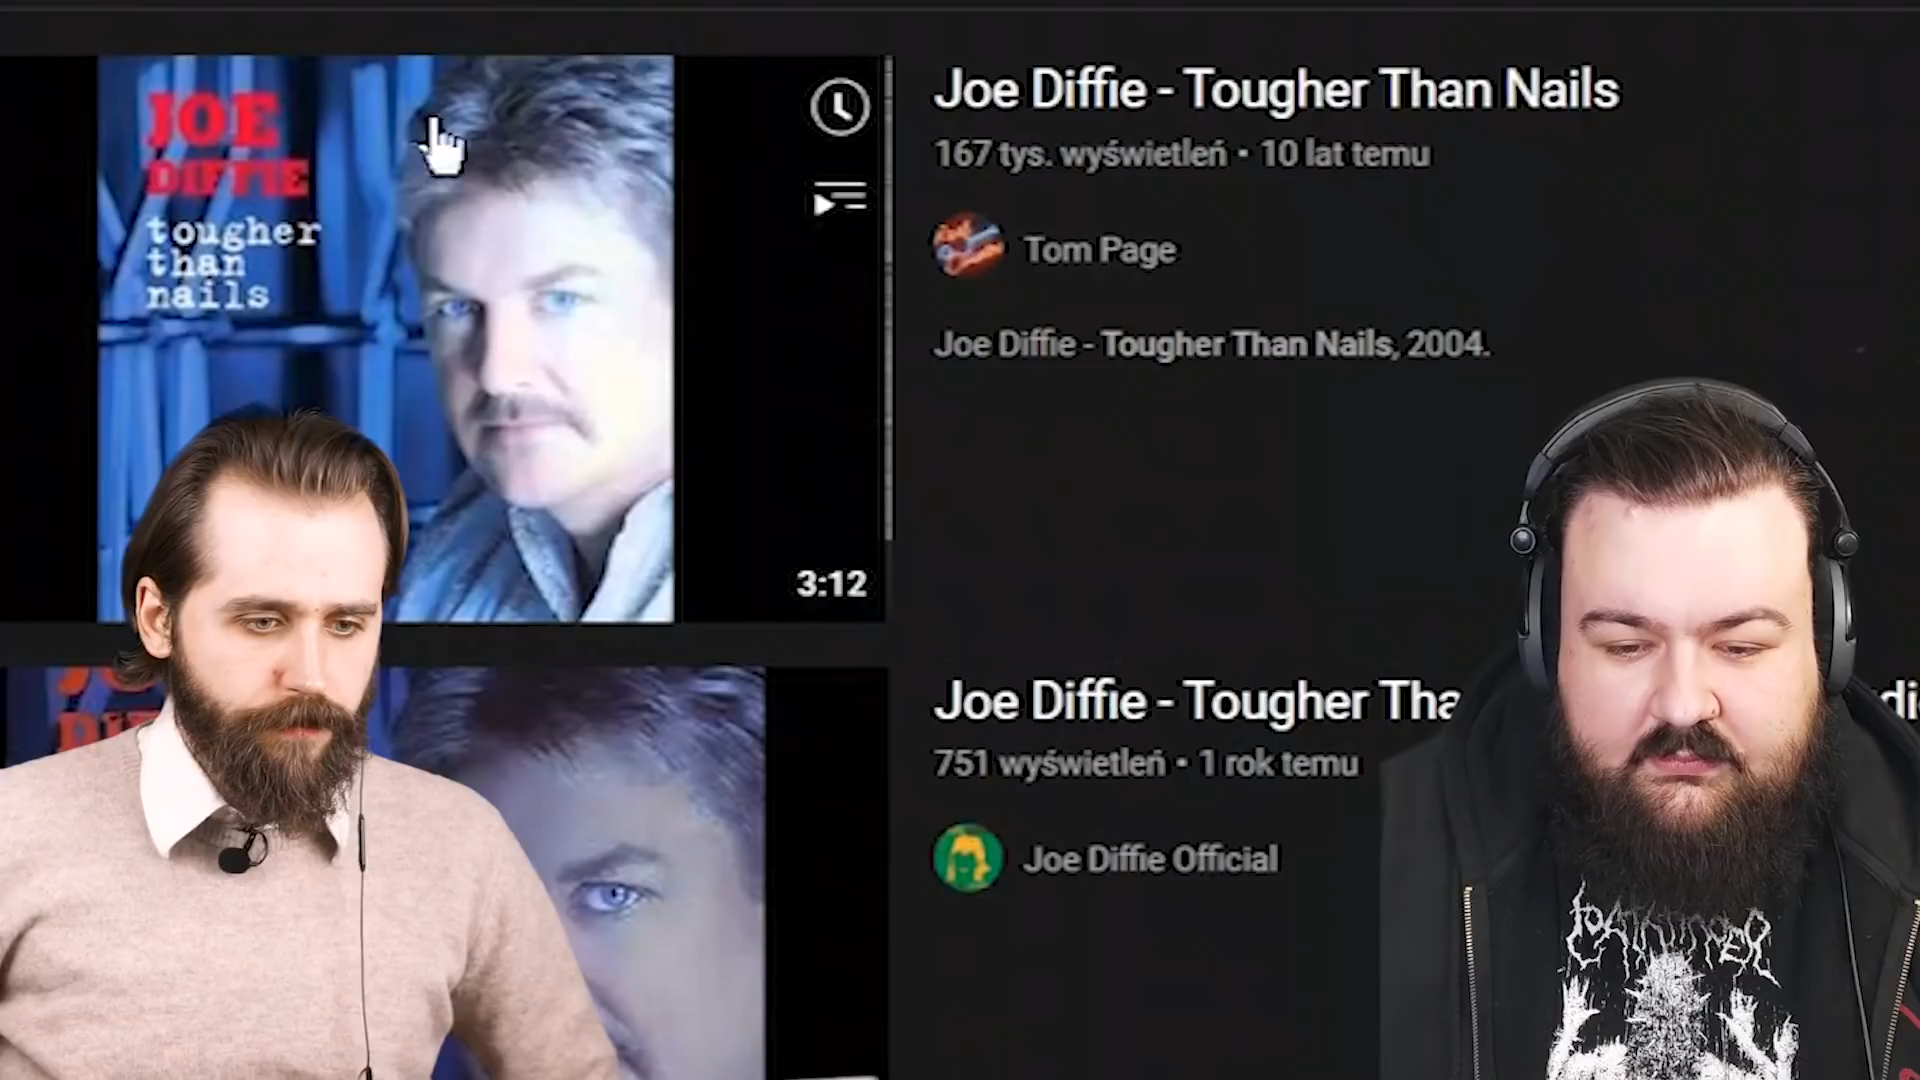 JOE
DIFFIE
tougher
than
nails
3:12
Joe Diffie - Tougher Than Nails
167 tys. wyświetleń • 10 lat temu
Tom Page
Joe Diffie - Tougher Than Nails, 2004.
Joe Diffie - Tougher Tha
751 wyświetleń • 1 rok temu
Joe Diffie Official